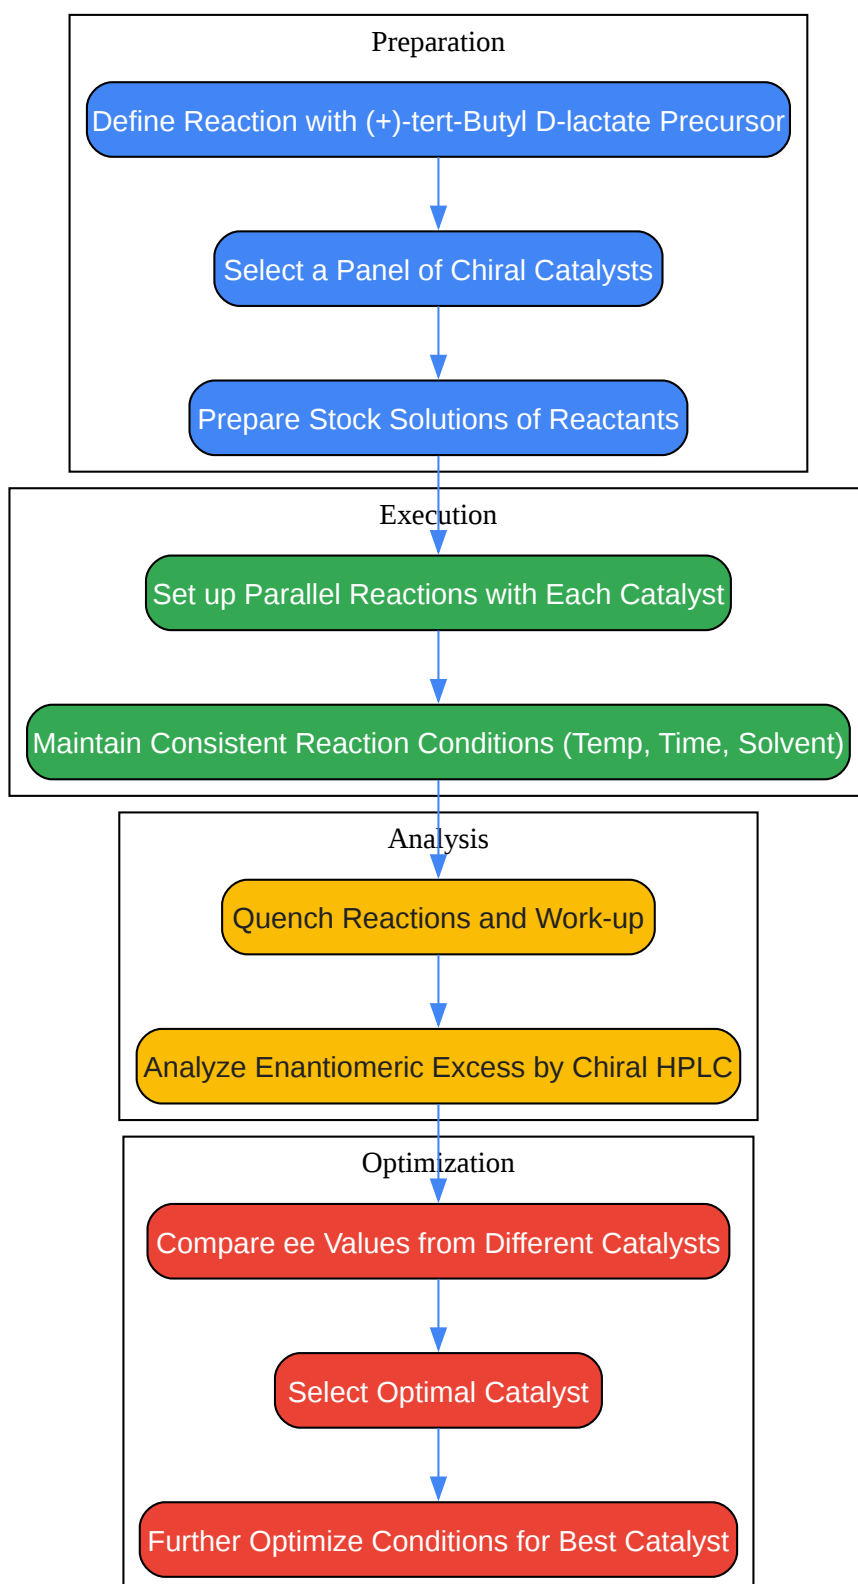 Preparation
Define Reaction with (+)-tert-Butyl D-lactate Precursor
Select a Panel of Chiral Catalysts
Prepare Stock Solutions of Reactants
Execution
Set up Parallel Reactions with Each Catalyst
Maintain Consistent Reaction Conditions (Temp, Time, Solvent)
Analysis
Quench Reactions and Work-up
Analyze Enantiomeric Excess by Chiral HPLC
Optimization
Compare ee Values from Different Catalysts
Select Optimal Catalyst
Further Optimize Conditions for Best Catalyst